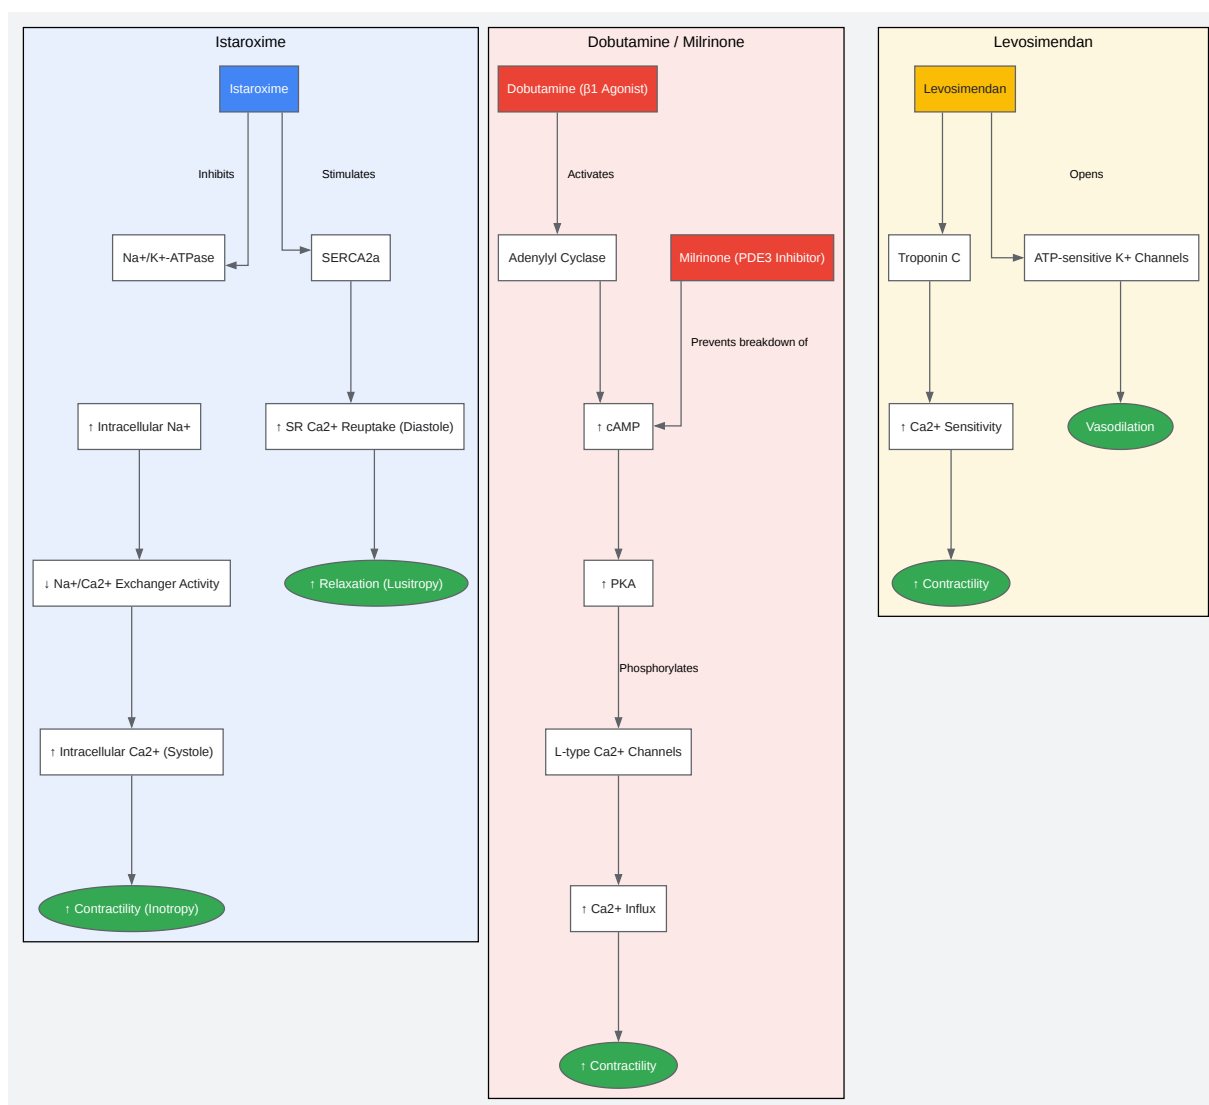 Istaroxime
Istaroxime
Inhibits
Stimulates
Na+/K+-ATPase
SERCA2a
↑ Intracellular Na+
↑ SR Ca2+ Reuptake (Diastole)
↓ Na+/Ca2+ Exchanger Activity
↑ Relaxation (Lusitropy)
↑ Intracellular Ca2+ (Systole)
↑ Contractility (Inotropy)
Dobutamine / Milrinone
Dobutamine (β1 Agonist)
Activates
Adenylyl Cyclase
Milrinone (PDE3 Inhibitor)
Prevents breakdown of
↑ cAMP
↑ PKA
Phosphorylates
L-type Ca2+ Channels
↑ Ca2+ Influx
↑ Contractility
Levosimendan
Levosimendan
Opens
Troponin C
ATP-sensitive K+ Channels
↑ Ca2+ Sensitivity
Vasodilation
↑ Contractility